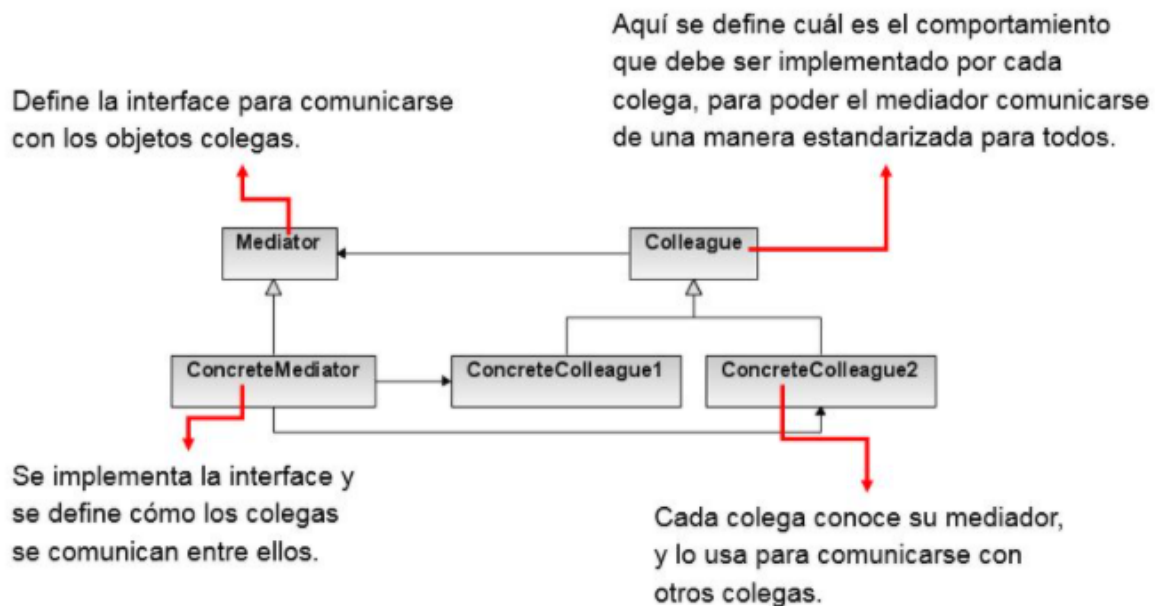 Aquí se define cuál es el comportamiento
que debe ser implementado por cada
colega, para poder el mediador comunicarse
de una manera estandarizada para todos.
Define la interface para comunicarse
con los objetos colegas.
Mediator
Colleague
ConcreteMediator
ConcreteColleague1
ConcreteColleague2
Se implementa la interface y
se define cómo los colegas
se comunican entre ellos.
Cada colega conoce su mediador,
y lo usa para comunicarse con
otros colegas.